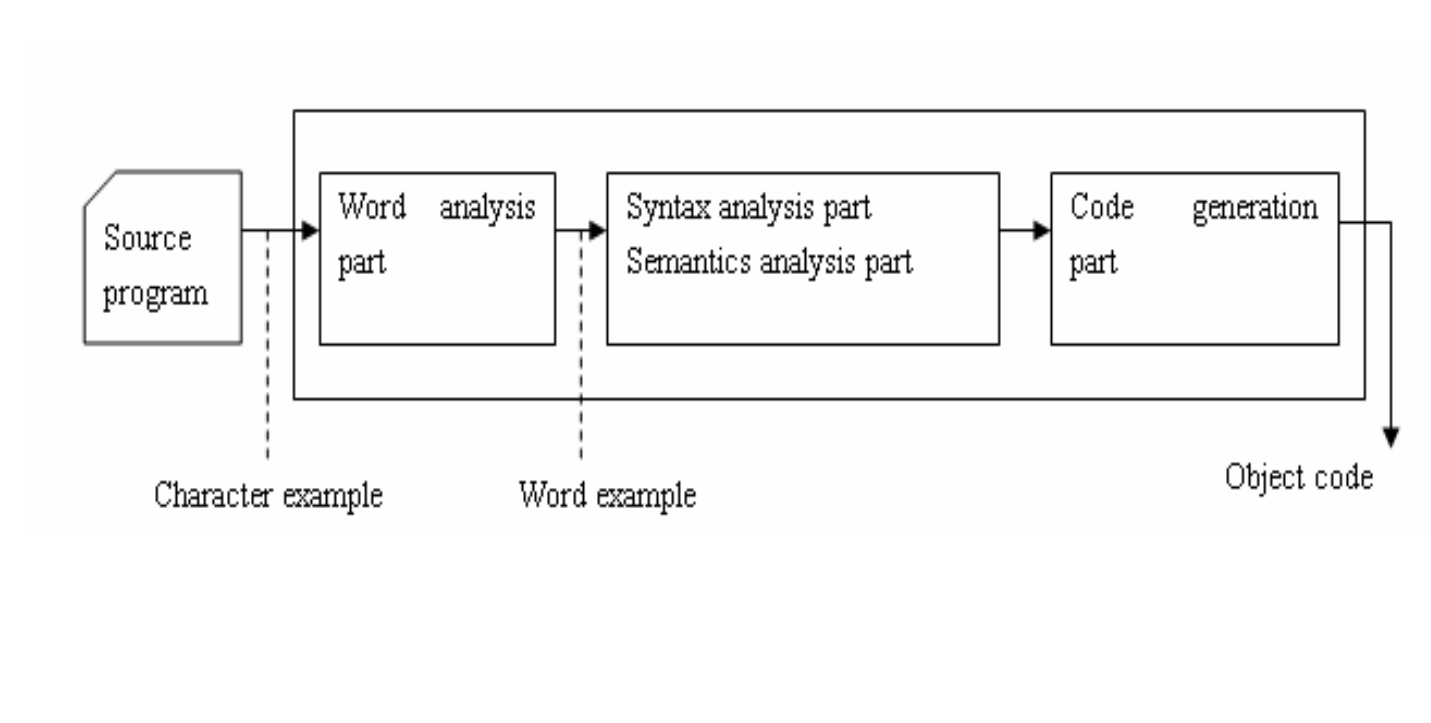 Source
program
Word analysis
part
Syntax analysis part
Semantics analysis part
Code generation
part
Character example
Word example
Object code